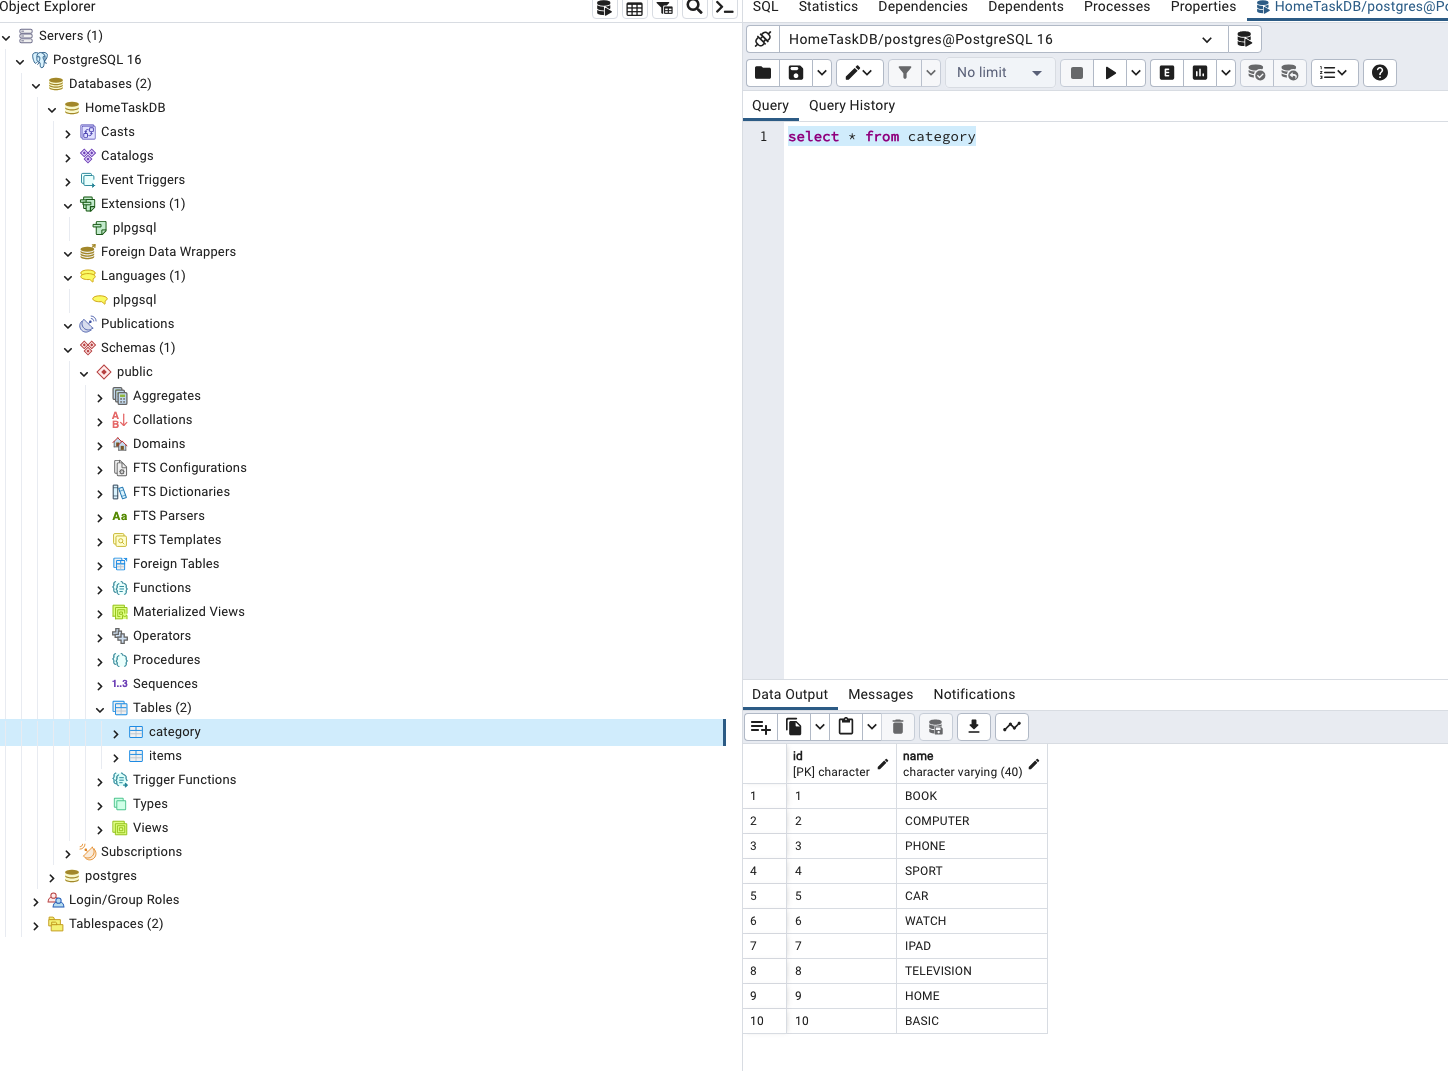 Object Explorer
Servers (1)
PostgreSQL 16
Databases (2)
HomeTaskDB
Casts
Catalogs
Event Triggers
Extensions (1)
plpgsql
Foreign Data Wrappers
Languages (1)
plpgsql
Publications
Schemas (1)
public
Aggregates
Collations
Domains
FTS Configurations
FTS Dictionaries
Aa FTS Parsers
FTS Templates
Foreign Tables
Functions
Materialized Views
Operators
Procedures
1..3 Sequences
Tables (2)
category
items
Trigger Functions
Types
Views
Subscriptions
postgres
Login/Group Roles
Tablespaces (2)
SQL Statistics Dependencies Dependents Processes Properties HomeTaskDB/postgres@Po
HomeTaskDB/postgres@PostgreSQL 16
No limit E
Query Query History
1 select * from category
Data Output Messages Notifications
id name
[PK] character character varying (40)
1 1 BOOK
2 2 COMPUTER
3 3 PHONE
4 4 SPORT
5 5 CAR
6 6 WATCH
7 7 IPAD
8 8 TELEVISION
9 9 HOME
10 10 BASIC